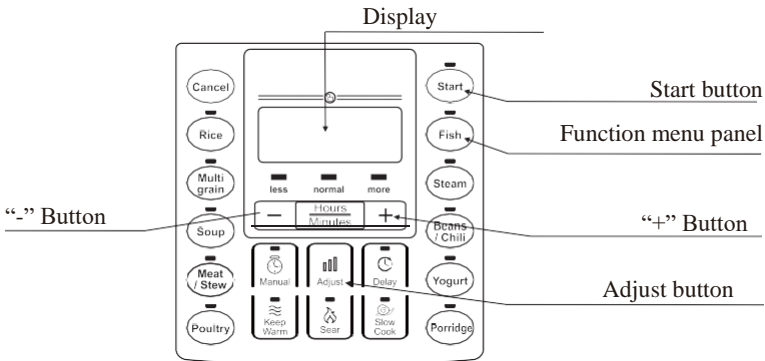 Display
Cancel
Start
Start button
Rice
Fish
Function menu panel
Multi
grain
less normal more
Steam
“-” Button
−
Hours
Minutes
+
“+” Button
Soup
Beans
/ Chili
Meat
/ Stew
Manual
Adjust
Delay
Yogurt
Adjust button
Poultry
Keep
Warm
Sear
Slow
Cook
Porridge